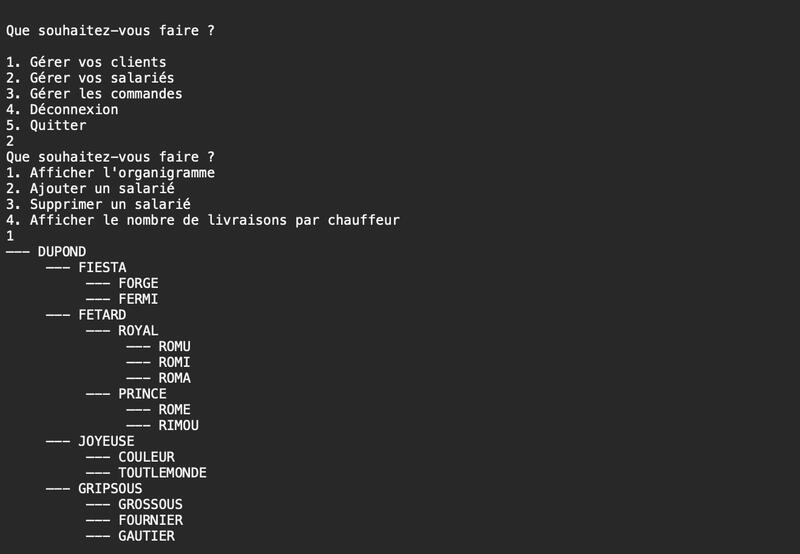 Que souhaitez-vous faire ?
1. Gérer vos clients
2. Gérer vos salariés
3. Gérer les commandes
4. Déconnexion
5. Quitter
2
Que souhaitez-vous faire ?
1. Afficher l'organigramme
2. Ajouter un salarié
3. Supprimer un salarié
4. Afficher le nombre de livraisons par chauffeur
1
--- DUPOND
--- FIESTA
--- FORGE
--- FERMI
--- FETARD
--- ROYAL
--- ROMU
--- ROMI
--- ROMA
--- PRINCE
--- ROME
--- RIMOU
--- JOYEUSE
--- COULEUR
--- TOUTLEMONDE
--- GRIPSOUS
--- GROSSOUS
--- FOURNIER
--- GAUTIER